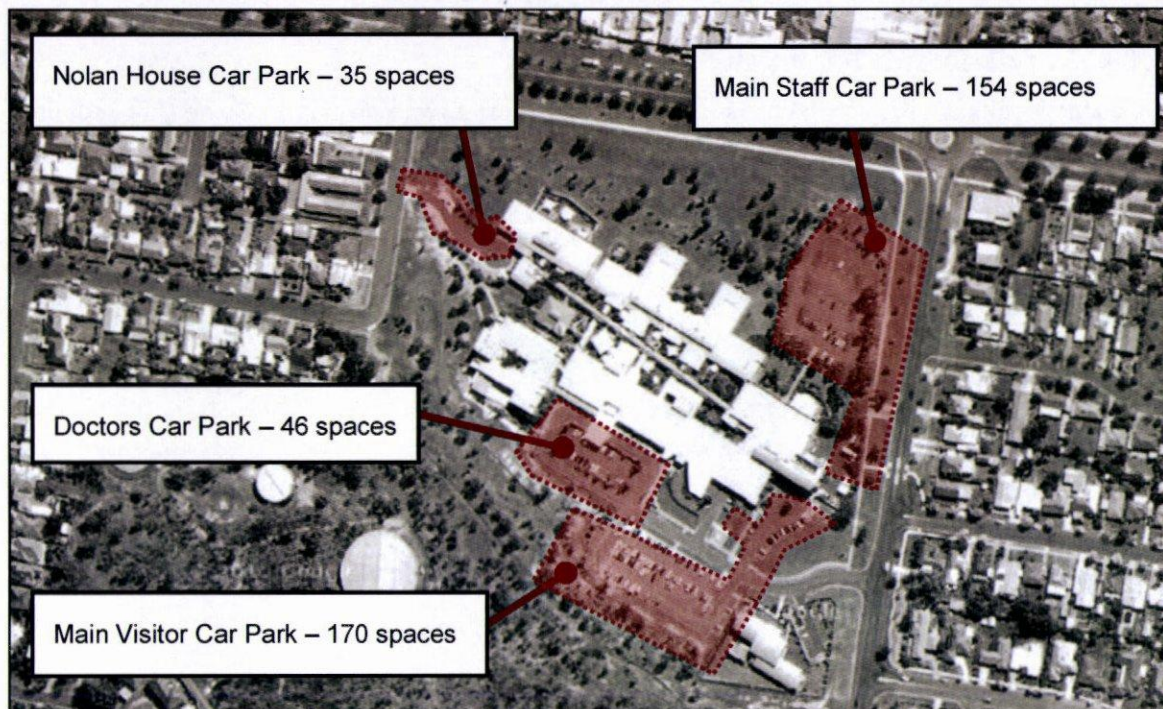 Nolan House Car Park – 35 spaces
Main Staff Car Park – 154 spaces
Doctors Car Park – 46 spaces
Main Visitor Car Park – 170 spaces